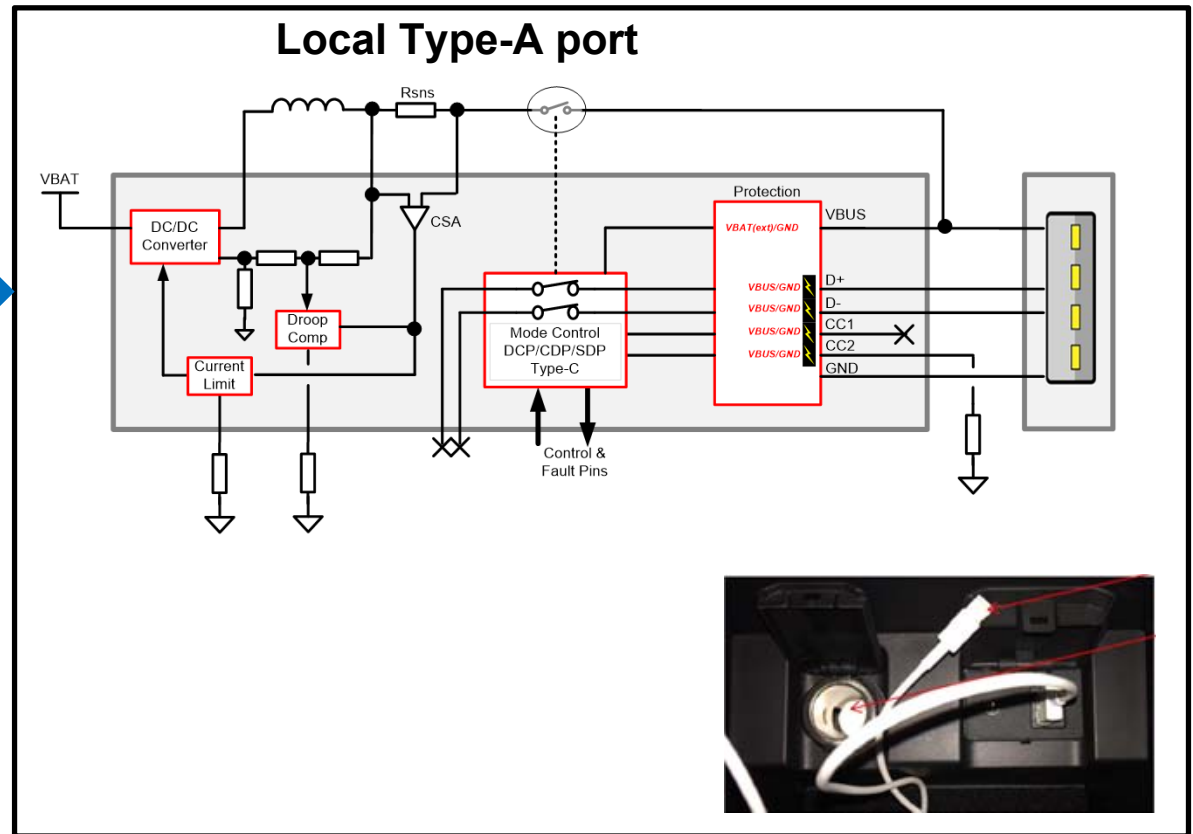 Local Type-A port
Rsns
VBAT
Protection
VBUS
VBAT(ext)/GND
CSA
DC/DC
Converter
D+
VBUS/GND
D-
VBUS/GND
CC1
VBUS/GND
CC2
VBUS/GND
GND
Droop
Comp
Mode Control
DCP/CDP/SDP
Type-C
Current
Limit
Control &
Fault Pins